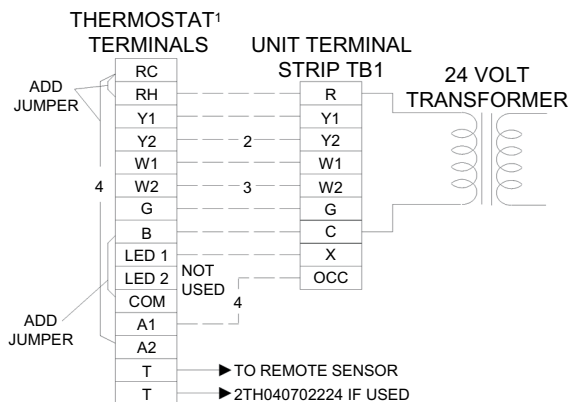 THERMOSTAT¹
TERMINALS
UNIT TERMINAL
STRIP TB1
24 VOLT
TRANSFORMER
ADD
JUMPER
RC
RH
Y1
Y2
W1
W2
G
B
LED 1
LED 2
COM
A1
A2
T
T
4
ADD
JUMPER
2
3
NOT
USED
4
R
Y1
Y2
W1
W2
G
C
X
OCC
TO REMOTE SENSOR
2TH040702224 IF USED